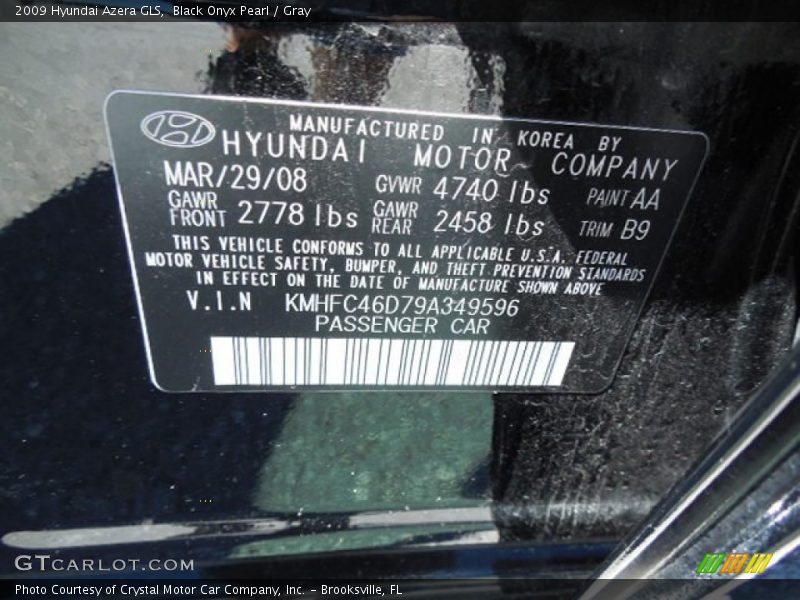 2009 Hyundai Azera GLS, Black Onyx Pearl / Gray
MANUFACTURED IN KOREA BY
HYUNDAI MOTOR COMPANY
MAR/29/08 GVWR 4740 lbs PAINT AA
GAWR FRONT 2778 lbs GAWR REAR 2458 lbs TRIM B9
THIS VEHICLE CONFORMS TO ALL APPLICABLE U.S.A. FEDERAL
MOTOR VEHICLE SAFETY, BUMPER, AND THEFT PREVENTION STANDARDS
IN EFFECT ON THE DATE OF MANUFACTURE SHOWN ABOVE
V.I.N KMHFC46D79A349596
PASSENGER CAR
GTCARLOT.COM
Photo Courtesy of Crystal Motor Car Company, Inc. – Brooksville, FL